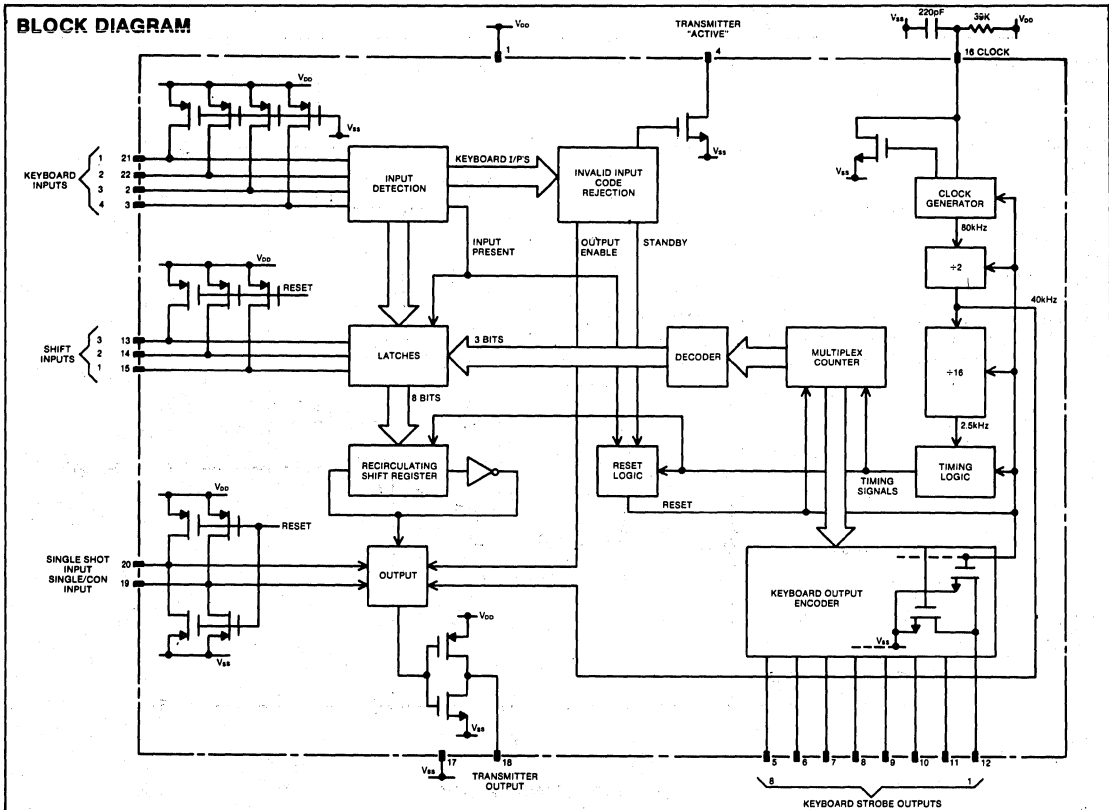 BLOCK DIAGRAM
VDD
1
TRANSMITTER
"ACTIVE"
4
VSS
220pF
39K
VDD
16 CLOCK
VDD
VSS
KEYBOARD
INPUTS
1 21
2 22
3 2
4 3
INPUT
DETECTION
KEYBOARD I/P'S
INVALID INPUT
CODE
REJECTION
VSS
VSS
CLOCK
GENERATOR
80kHz
÷2
40kHz
INPUT
PRESENT
OUTPUT
ENABLE
STANDBY
VDD
RESET
SHIFT
INPUTS
3 13
2 14
1 15
LATCHES
3 BITS
DECODER
MULTIPLEX
COUNTER
÷16
2.5kHz
8 BITS
RECIRCULATING
SHIFT REGISTER
RESET
LOGIC
TIMING
SIGNALS
TIMING
LOGIC
RESET
VDD
RESET
SINGLE SHOT
INPUT
SINGLE/CON
INPUT
20
19
OUTPUT
VSS
VDD
VSS
KEYBOARD OUTPUT
ENCODER
VSS
VSS
17
18
TRANSMITTER
OUTPUT
5 6 7 8 9 10 11 12
8 1
KEYBOARD STROBE OUTPUTS